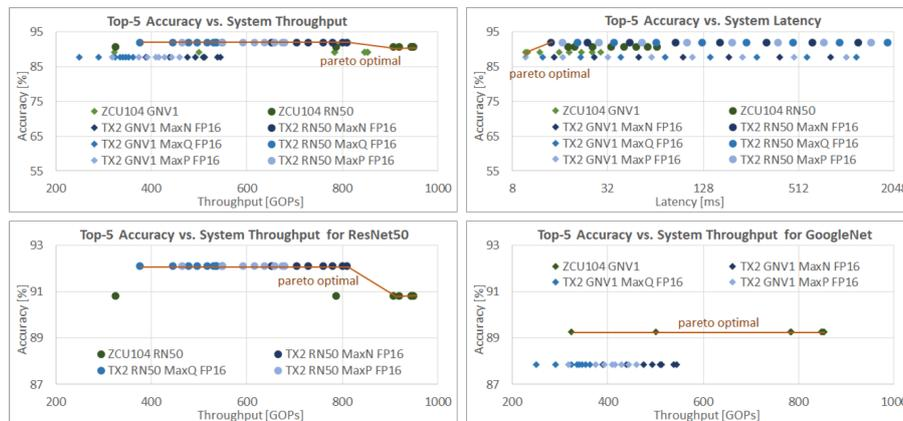 Top-5 Accuracy vs. System Throughput
Accuracy [%]
95
85
75
65
55
pareto optimal
ZCU104 GNV1
ZCU104 RN50
TX2 GNV1 MaxN FP16
TX2 RN50 MaxN FP16
TX2 GNV1 MaxQ FP16
TX2 RN50 MaxQ FP16
TX2 GNV1 MaxP FP16
TX2 RN50 MaxP FP16
200 400 600 800 1000
Throughput [GOPs]
Top-5 Accuracy vs. System Latency
Accuracy [%]
95
85
75
65
55
pareto optimal
ZCU104 GNV1
ZCU104 RN50
TX2 GNV1 MaxN FP16
TX2 RN50 MaxN FP16
TX2 GNV1 MaxQ FP16
TX2 RN50 MaxQ FP16
TX2 GNV1 MaxP FP16
TX2 RN50 MaxP FP16
8 32 128 512 2048
Latency [ms]
Top-5 Accuracy vs. System Throughput for ResNet50
Accuracy [%]
93
91
89
87
pareto optimal
ZCU104 RN50
TX2 RN50 MaxN FP16
TX2 RN50 MaxQ FP16
TX2 RN50 MaxP FP16
200 400 600 800 1000
Throughput [GOPs]
Top-5 Accuracy vs. System Throughput for GoogleNet
Accuracy [%]
93
91
89
87
ZCU104 GNV1
TX2 GNV1 MaxN FP16
TX2 GNV1 MaxQ FP16
TX2 GNV1 MaxP FP16
pareto optimal
200 400 600 800 1000
Throughput [GOPs]